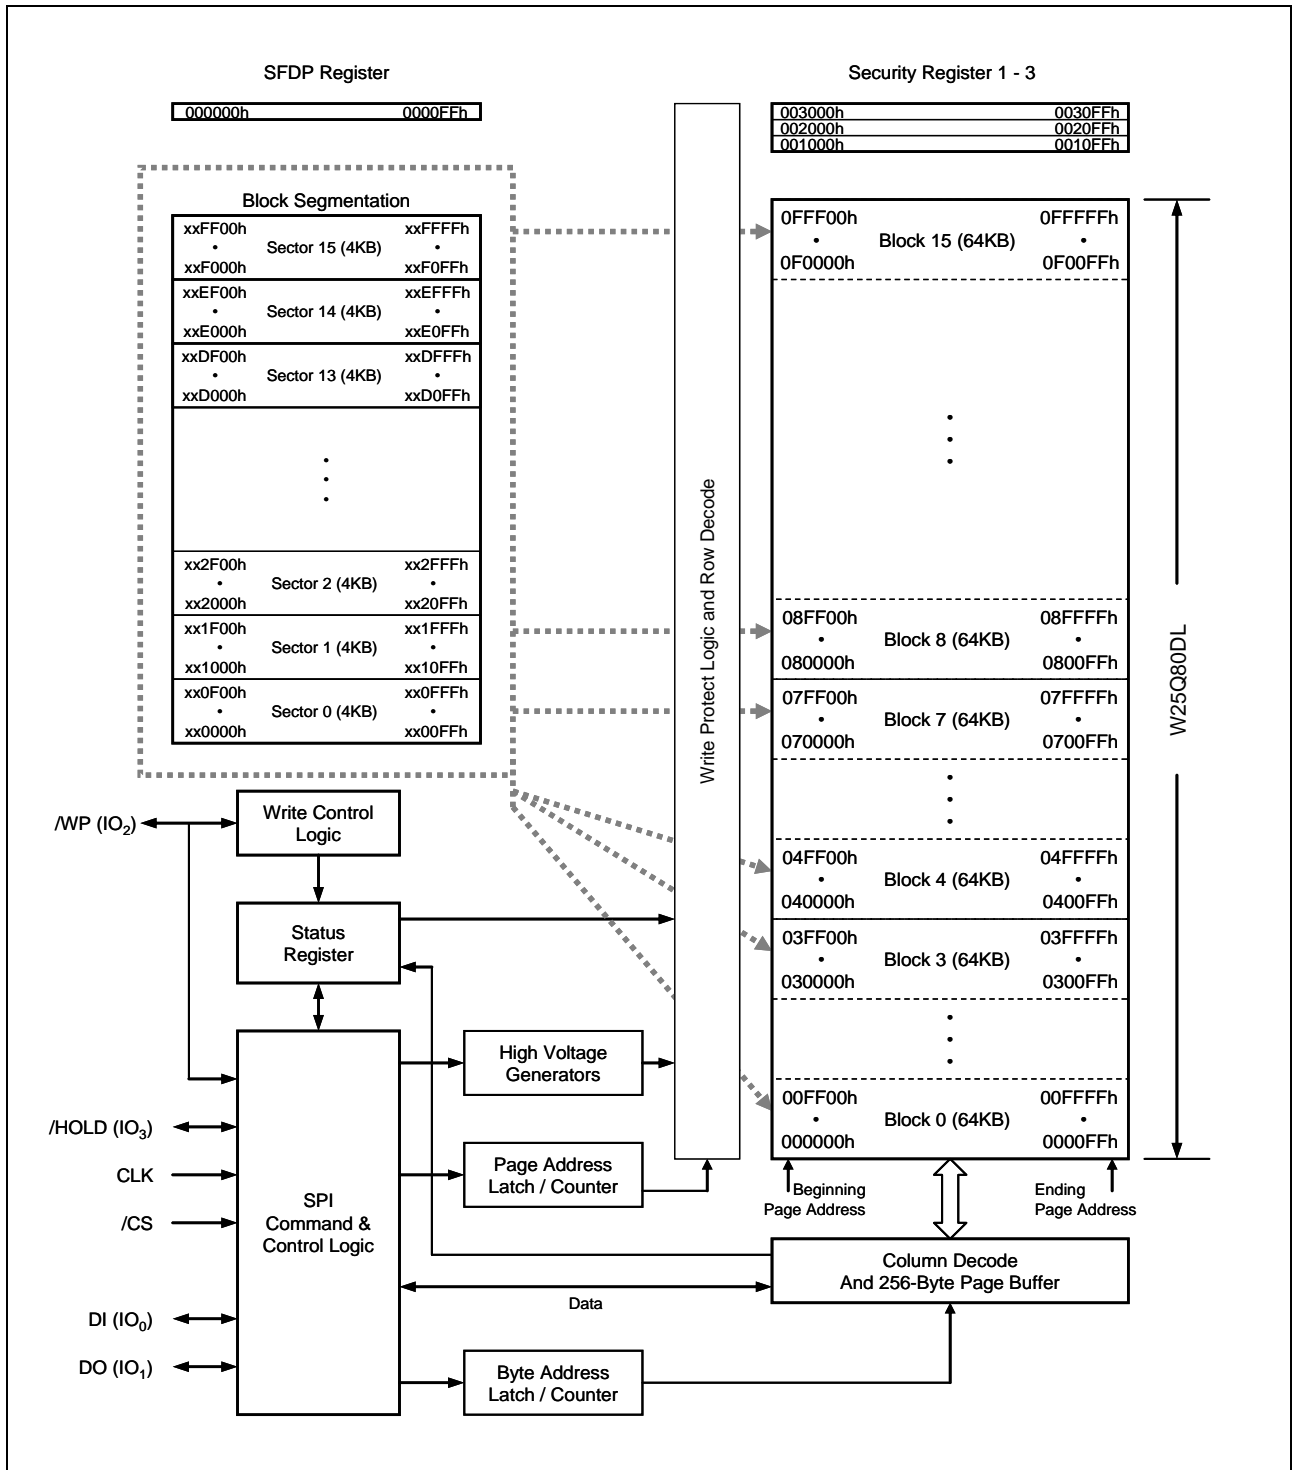 SFDP Register
000000h 0000FFh
Security Register 1 - 3
003000h 0030FFh
002000h 0020FFh
001000h 0010FFh
Block Segmentation
xxFF00h xxFFFFh
• Sector 15 (4KB) •
xxF000h xxF0FFh
xxEF00h xxEFFFh
• Sector 14 (4KB) •
xxE000h xxE0FFh
xxDF00h xxDFFFh
• Sector 13 (4KB) •
xxD000h xxD0FFh
xx2F00h xx2FFFh
• Sector 2 (4KB) •
xx2000h xx20FFh
xx1F00h xx1FFFh
• Sector 1 (4KB) •
xx1000h xx10FFh
xx0F00h xx0FFFh
• Sector 0 (4KB) •
xx0000h xx00FFh
Write Protect Logic and Row Decode
0FFF00h 0FFFFFh
• Block 15 (64KB) •
0F0000h 0F00FFh
08FF00h 08FFFFh
• Block 8 (64KB) •
080000h 0800FFh
07FF00h 07FFFFh
• Block 7 (64KB) •
070000h 0700FFh
04FF00h 04FFFFh
• Block 4 (64KB) •
040000h 0400FFh
03FF00h 03FFFFh
• Block 3 (64KB) •
030000h 0300FFh
00FF00h 00FFFFh
• Block 0 (64KB) •
000000h 0000FFh
W25Q80DL
Beginning
Page Address
Ending
Page Address
/WP (IO2)
Write Control
Logic
Status
Register
High Voltage
Generators
/HOLD (IO3)
CLK
/CS
DI (IO0)
DO (IO1)
SPI
Command &
Control Logic
Page Address
Latch / Counter
Column Decode
And 256-Byte Page Buffer
Data
Byte Address
Latch / Counter